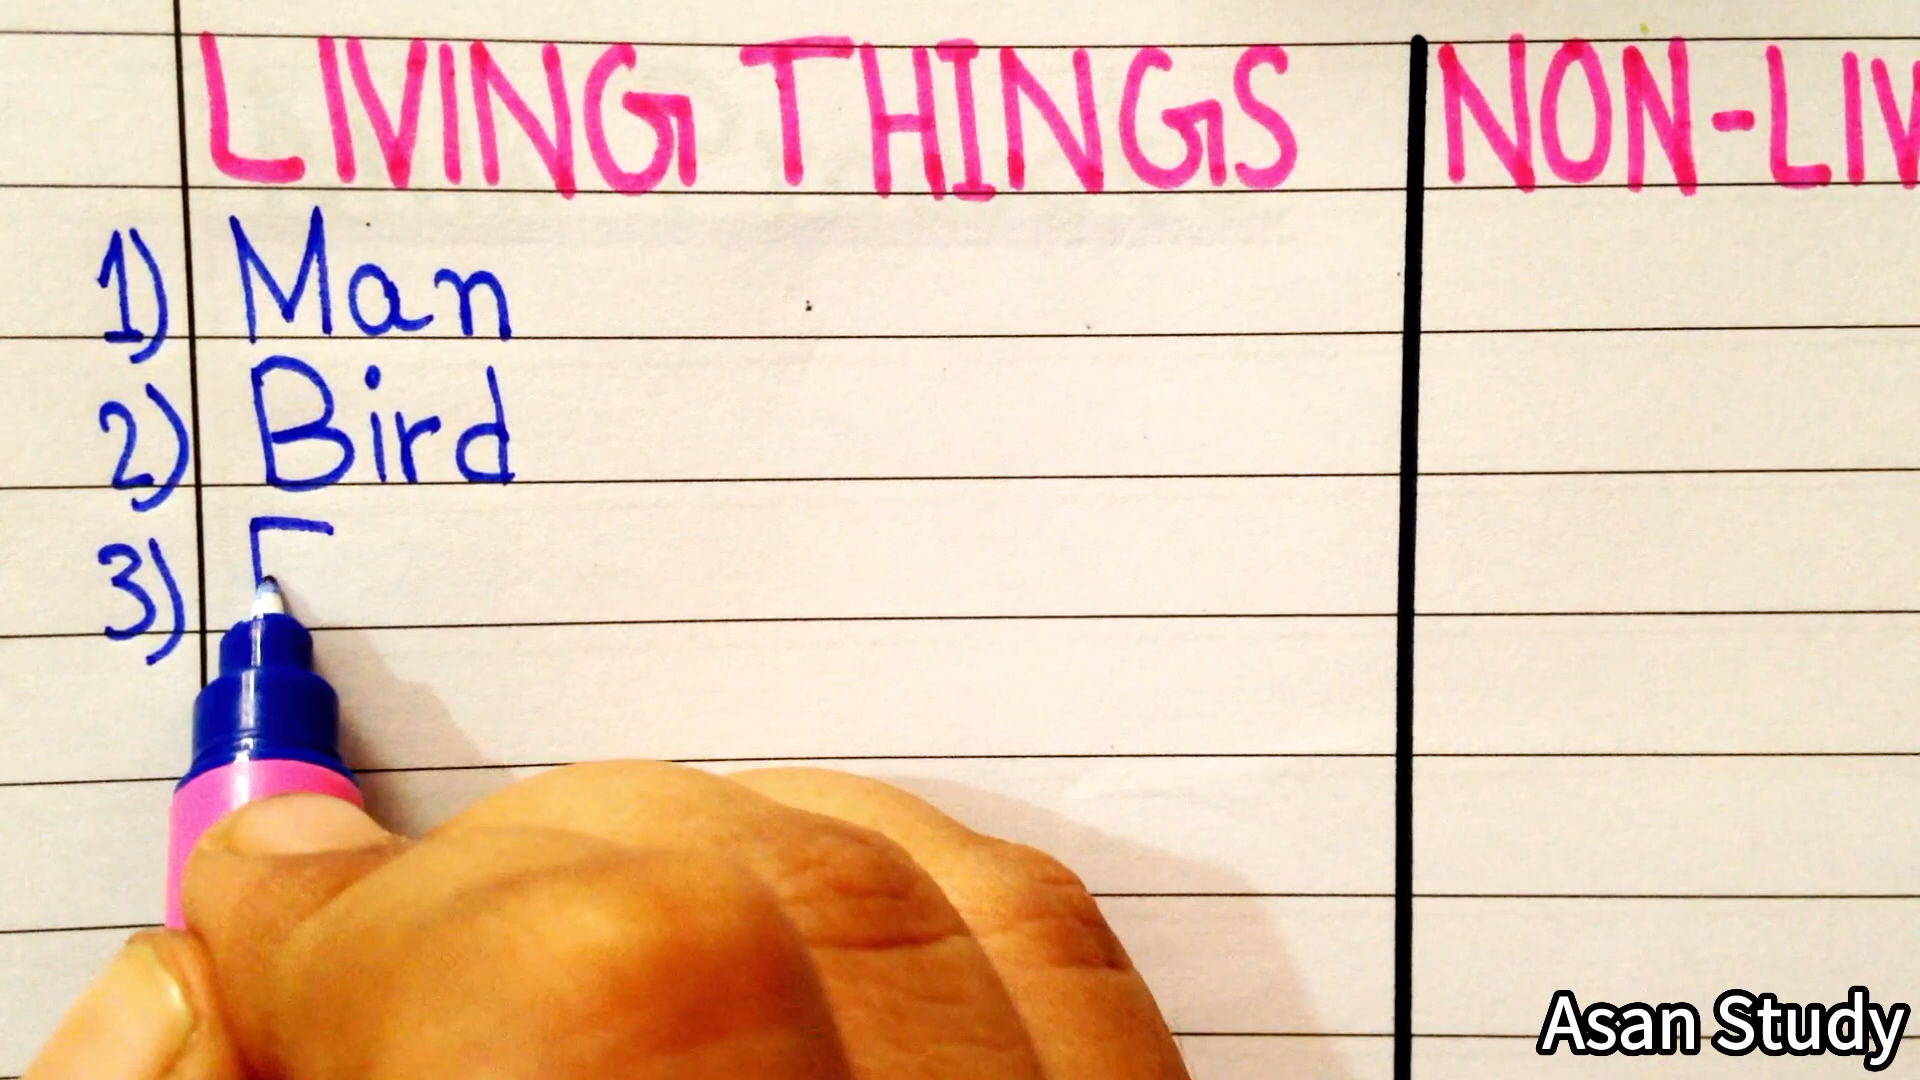 LIVING THINGS NON-LIV
1) Man
2) Bird
3)
Asan Study